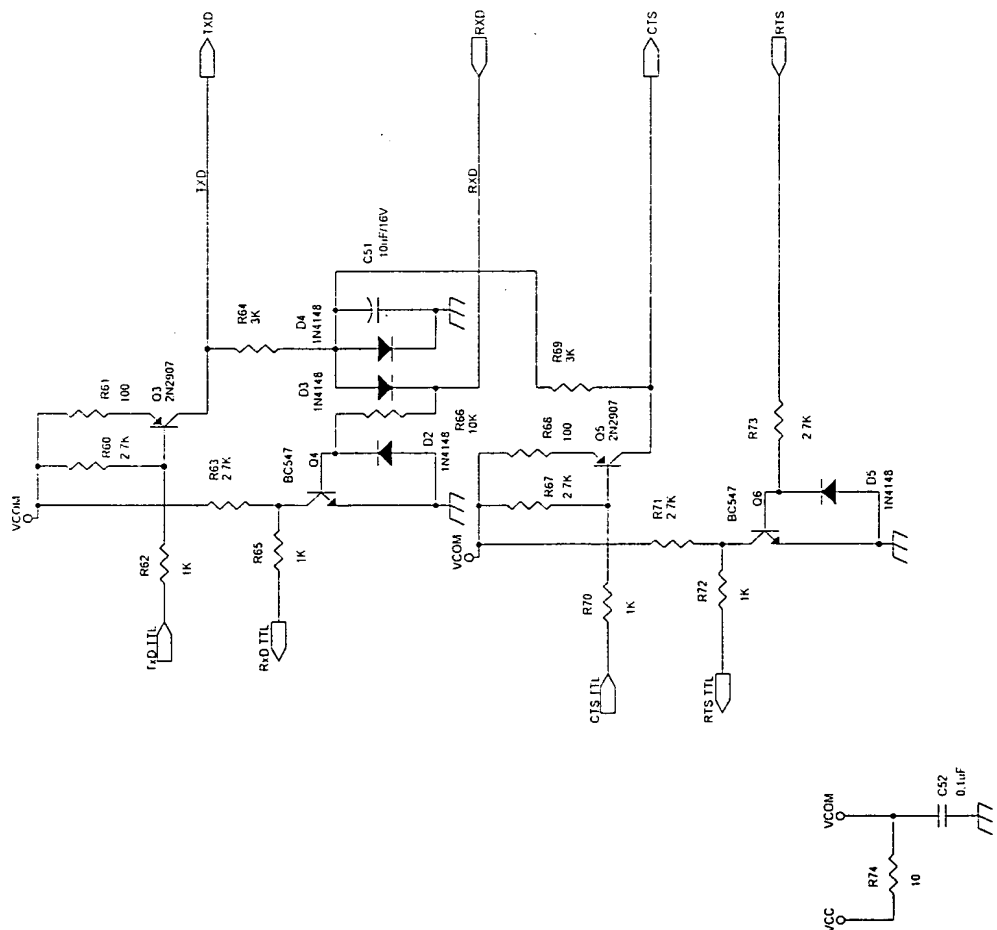 TXD
RXD
CTS
RTS
TXD
RXD
C51
10uF/16V
R64
3K
D4
1N4148
D3
1N4148
R69
3K
R61
100
Q3
2N2907
R60
2.7K
R66
10K
R68
100
Q5
2N2907
R73
2.7K
VCOM
R63
2.7K
BC547
Q4
D2
1N4148
R67
2.7K
R71
2.7K
BC547
Q6
D5
1N4148
R62
1K
R65
1K
VCOM
R70
1K
R72
1K
TxD TTL
RxD TTL
CTS TTL
RTS TTL
VCOM
C52
0.1uF
R74
10
VCC